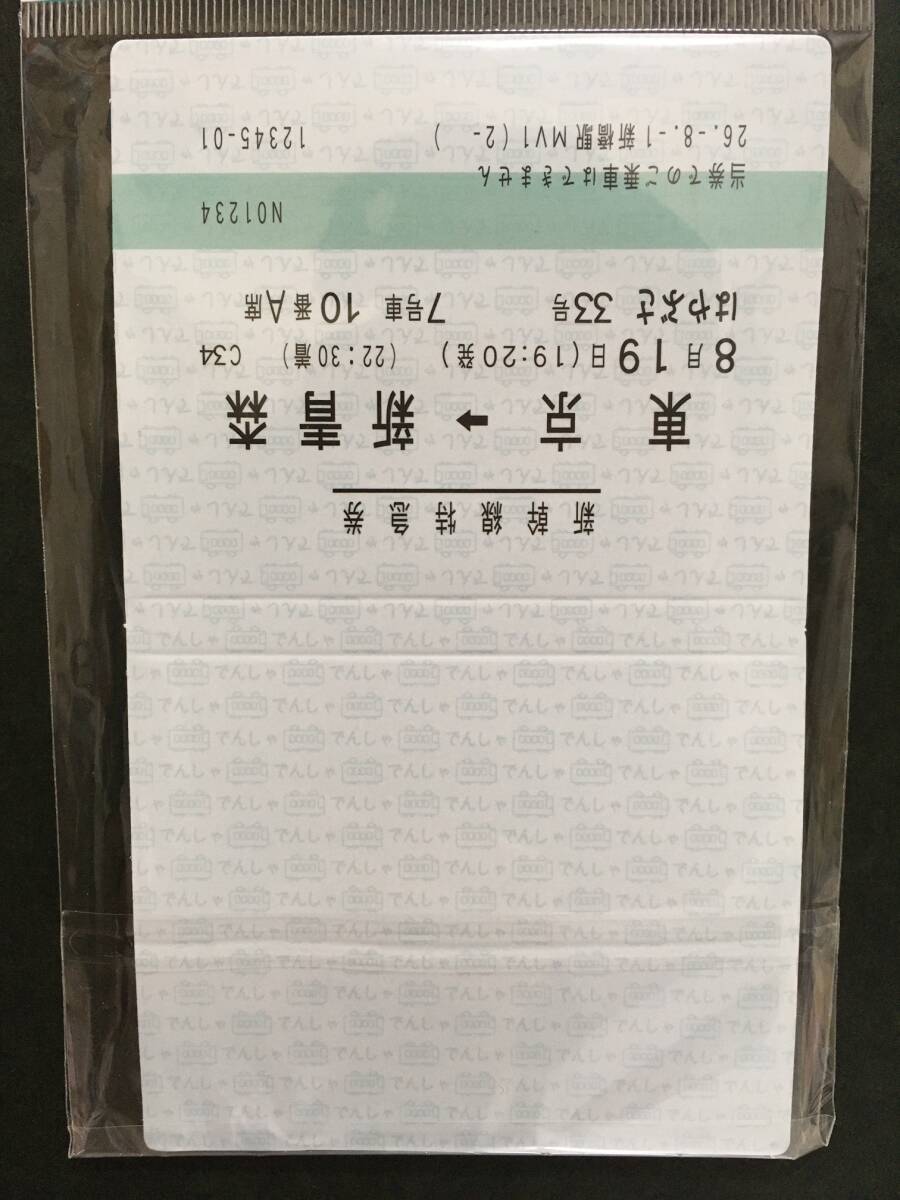 新幹線特急券
東京➡新青森
8月19日(19:20発) (22:30着) C34
はやぶさ 33号 7号車 10番A席
N01234
当券でのご乗車はできません
26.-8.-1新橋駅MV1(2- ) 12345-01